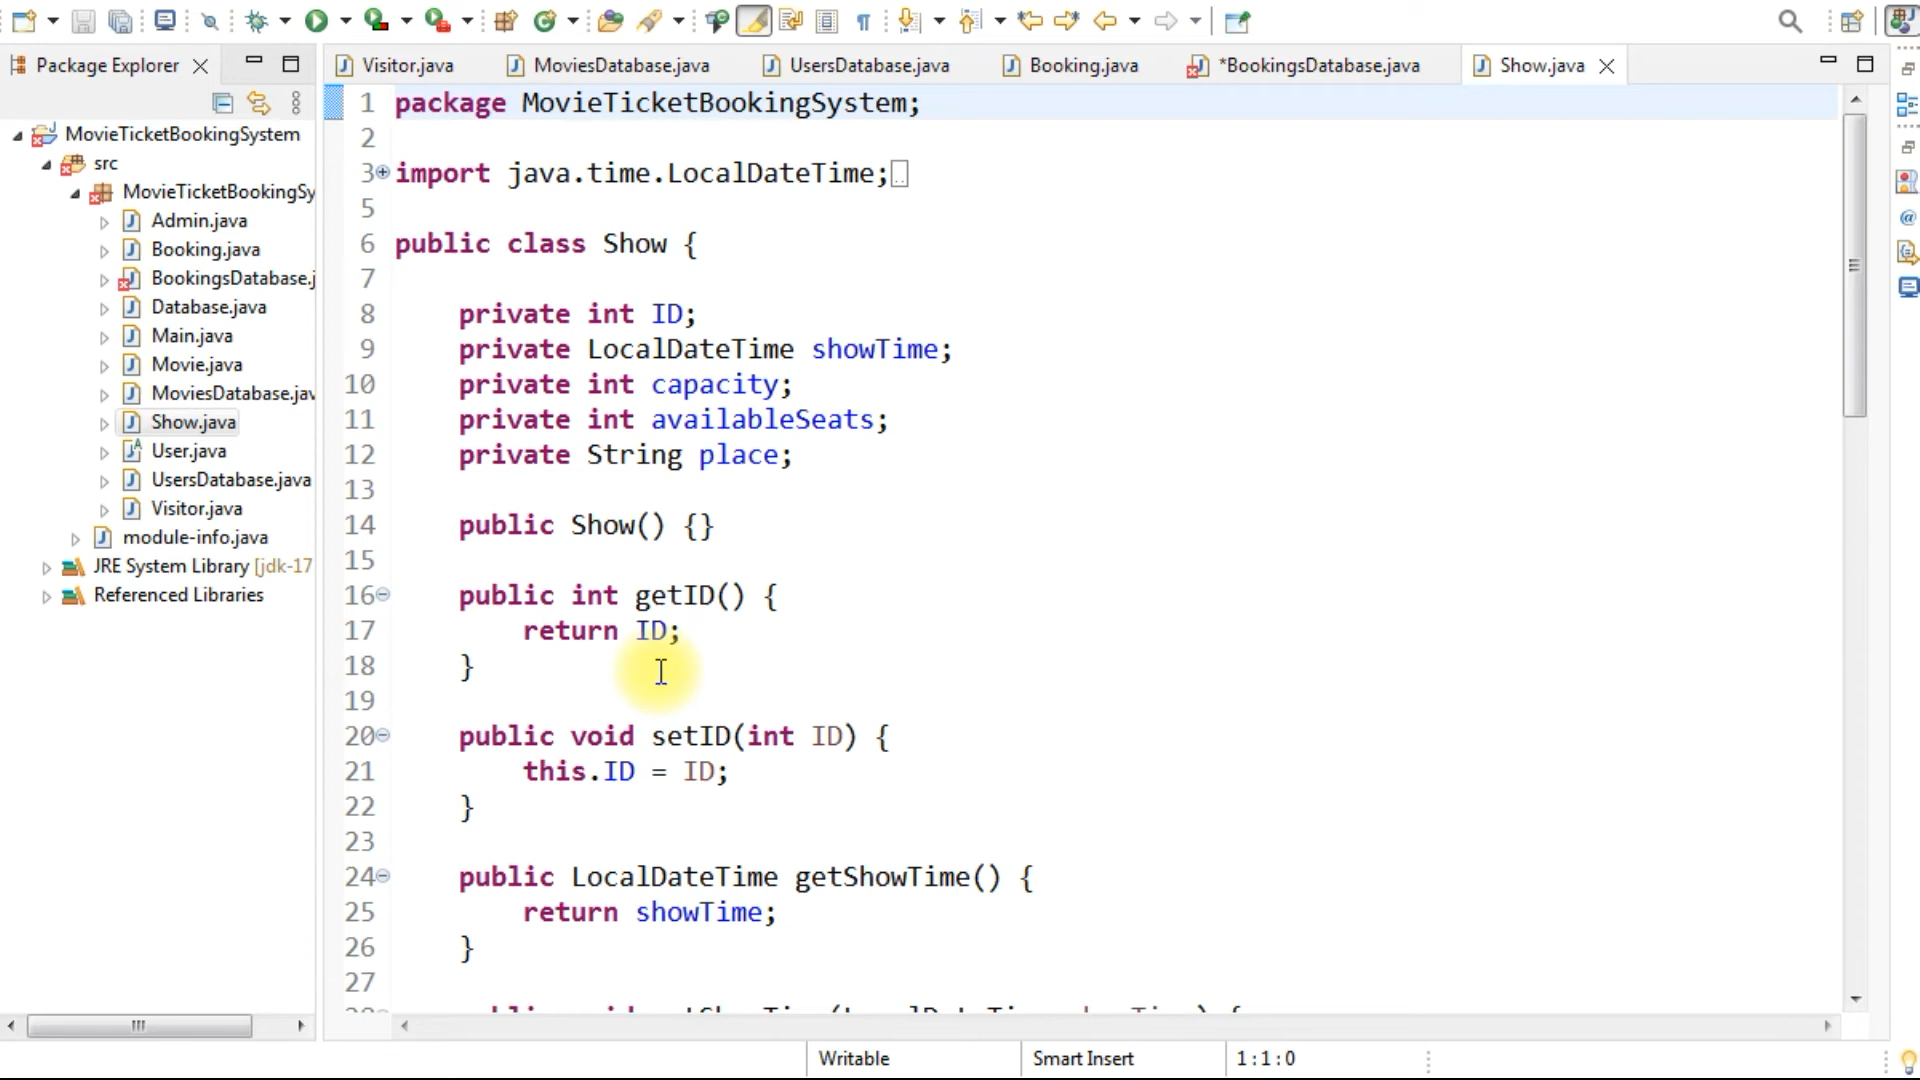 Package Explorer
Visitor.java
MoviesDatabase.java
UsersDatabase.java
Booking.java
*BookingsDatabase.java
Show.java
MovieTicketBookingSystem
src
MovieTicketBookingSy
Admin.java
Booking.java
BookingsDatabase.j
Database.java
Main.java
Movie.java
MoviesDatabase.jav
Show.java
User.java
UsersDatabase.java
Visitor.java
module-info.java
JRE System Library [jdk-17
Referenced Libraries
1 package MovieTicketBookingSystem;
2
3 import java.time.LocalDateTime;
5
6 public class Show {
7
8 private int ID;
9 private LocalDateTime showTime;
10 private int capacity;
11 private int availableSeats;
12 private String place;
13
14 public Show() {}
15
16 public int getID() {
17 return ID;
18 }
19
20 public void setID(int ID) {
21 this.ID = ID;
22 }
23
24 public LocalDateTime getShowTime() {
25 return showTime;
26 }
27
Writable
Smart Insert
1 : 1 : 0